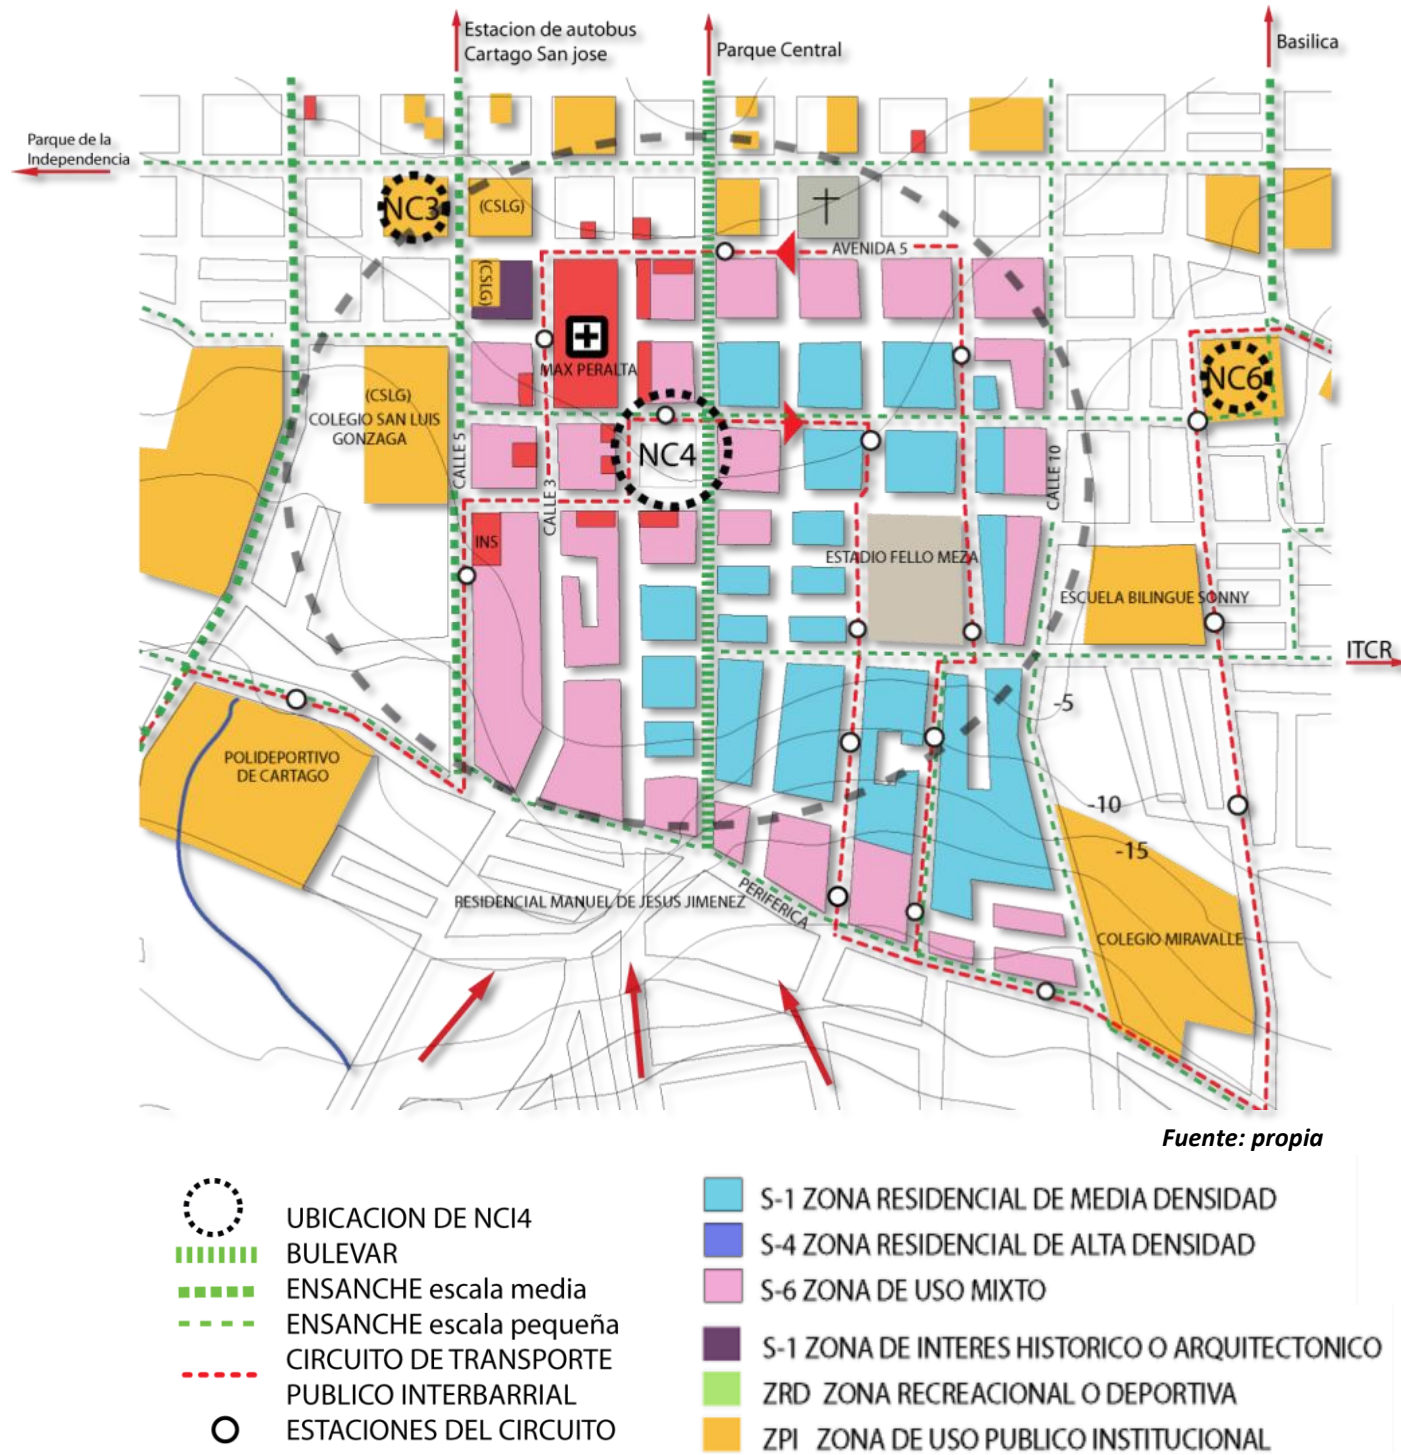 Estacion de autobus
Cartago San jose
Parque Central
Basilica
Parque de la
Independencia
NC3
(CSLG)
AVENIDA 5
(CSLG)
MAX PERALTA
NC6
(CSLG)
COLEGIO SAN LUIS
GONZAGA
CALLE 5
NC4
CALLE 3
CALLE 10
INS
ESTADIO FELLO MEZA
ESCUELA BILINGUE SONNY
ITCR
-5
POLIDEPORTIVO
DE CARTAGO
-10
-15
RESIDENCIAL MANUEL DE JESUS JIMENEZ
PERIFERICA
COLEGIO MIRAVALLE
Fuente: propia
UBICACION DE NCI4
BULEVAR
ENSANCHE escala media
ENSANCHE escala pequeña
CIRCUITO DE TRANSPORTE
PUBLICO INTERBARRIAL
ESTACIONES DEL CIRCUITO
S-1 ZONA RESIDENCIAL DE MEDIA DENSIDAD
S-4 ZONA RESIDENCIAL DE ALTA DENSIDAD
S-6 ZONA DE USO MIXTO
S-1 ZONA DE INTERES HISTORICO O ARQUITECTONICO
ZRD ZONA RECREACIONAL O DEPORTIVA
ZPI ZONA DE USO PUBLICO INSTITUCIONAL